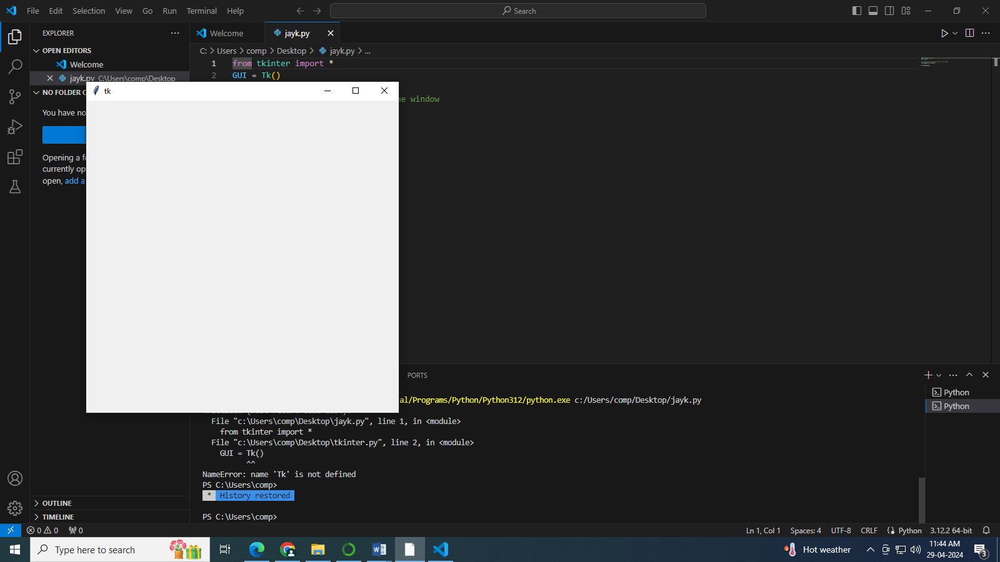 File Edit Selection View Go Run Terminal Help
Search
EXPLORER
OPEN EDITORS
Welcome
jayk.py C:\Users\comp\Desktop
NO FOLDER
You have no
Opening a
currently op
open, add a
OUTLINE
TIMELINE
Welcome
jayk.py
C: > Users > comp > Desktop > jayk.py > ...
1 from tkinter import *
2 GUI = Tk()
window
tk
PORTS
/Programs/Python/Python312/python.exe c:/Users/comp/Desktop/jayk.py
File "c:\Users\comp\Desktop\jayk.py", line 1, in <module>
from tkinter import *
File "c:\Users\comp\Desktop\tkinter.py", line 2, in <module>
GUI = Tk()
^^
NameError: name 'Tk' is not defined
PS C:\Users\comp>
* History restored
PS C:\Users\comp>
Python
Python
0 0 0
Ln 1, Col 1 Spaces: 4 UTF-8 CRLF Python 3.12.2 64-bit
Type here to search
Hot weather
11:44 AM
29-04-2024
3